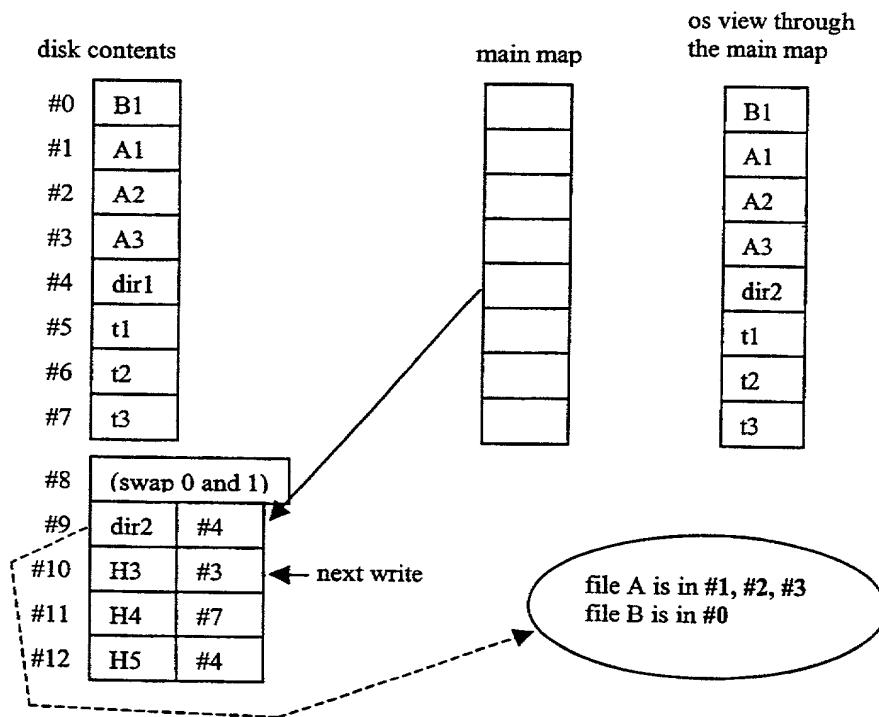 os view through
the main map
disk contents
main map
#0 B1 B1
#1 A1 A1
#2 A2 A2
#3 A3 A3
#4 dir1 dir2
#5 t1 t1
#6 t2 t2
#7 t3 t3
#8 (swap 0 and 1)
#9 dir2 #4
#10 H3 #3 next write
#11 H4 #7
#12 H5 #4
file A is in #1, #2, #3
file B is in #0